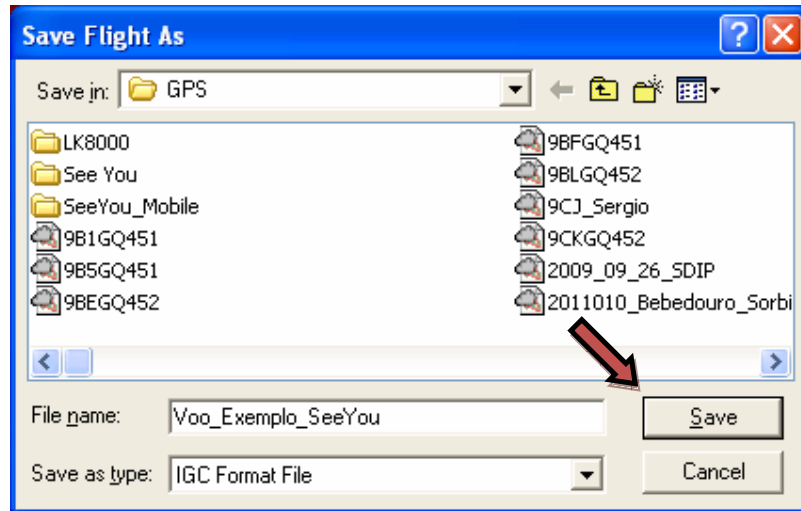 Save Flight As
Save in: GPS
LK8000
See You
SeeYou_Mobile
9B1GQ451
9B5GQ451
9BEGQ452
9BFGQ451
9BLGQ452
9CJ_Sergio
9CKGQ452
2009_09_26_SDIP
2011010_Bebedouro_Sorbi
File name: Voo_Exemplo_SeeYou
Save
Save as type: IGC Format File
Cancel